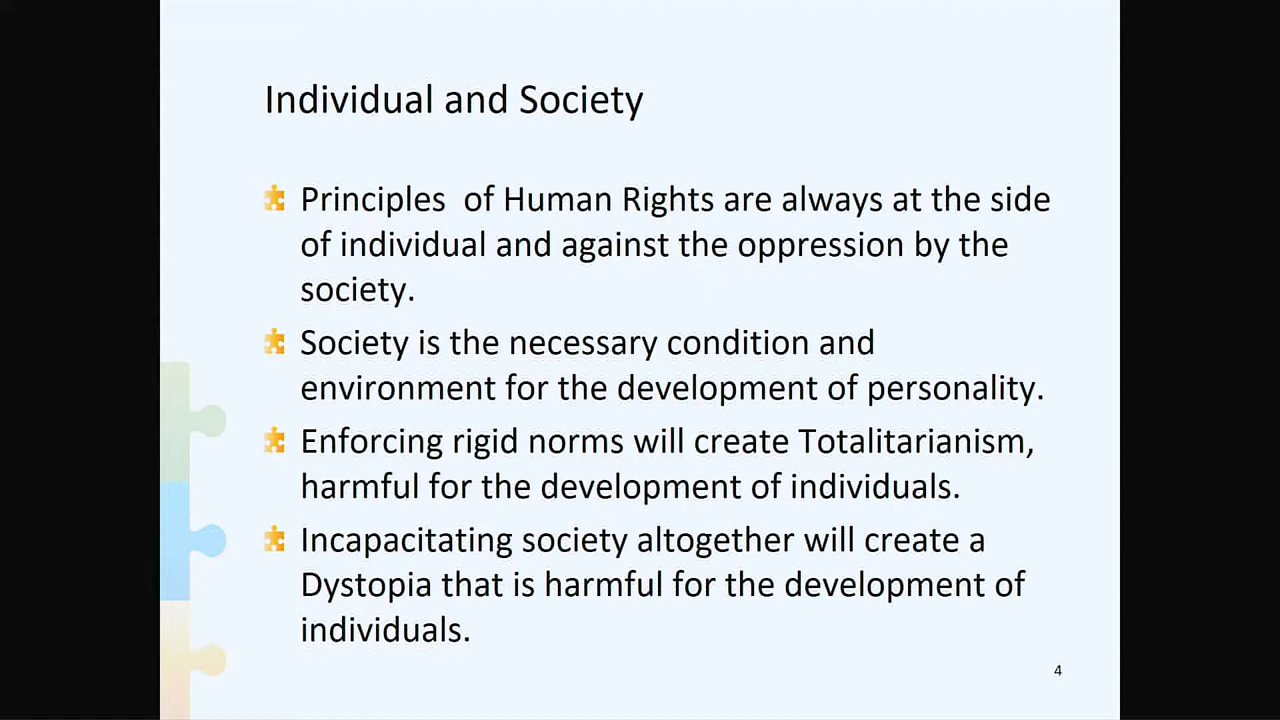 Individual and Society
Principles  of Human Rights are always at the side
of individual and against the oppression by the
society.
Society is the necessary condition and
environment for the development of personality.
Enforcing rigid norms will create Totalitarianism,
harmful for the development of individuals.
Incapacitating society altogether will create a
Dystopia that is harmful for the development of
individuals.
4